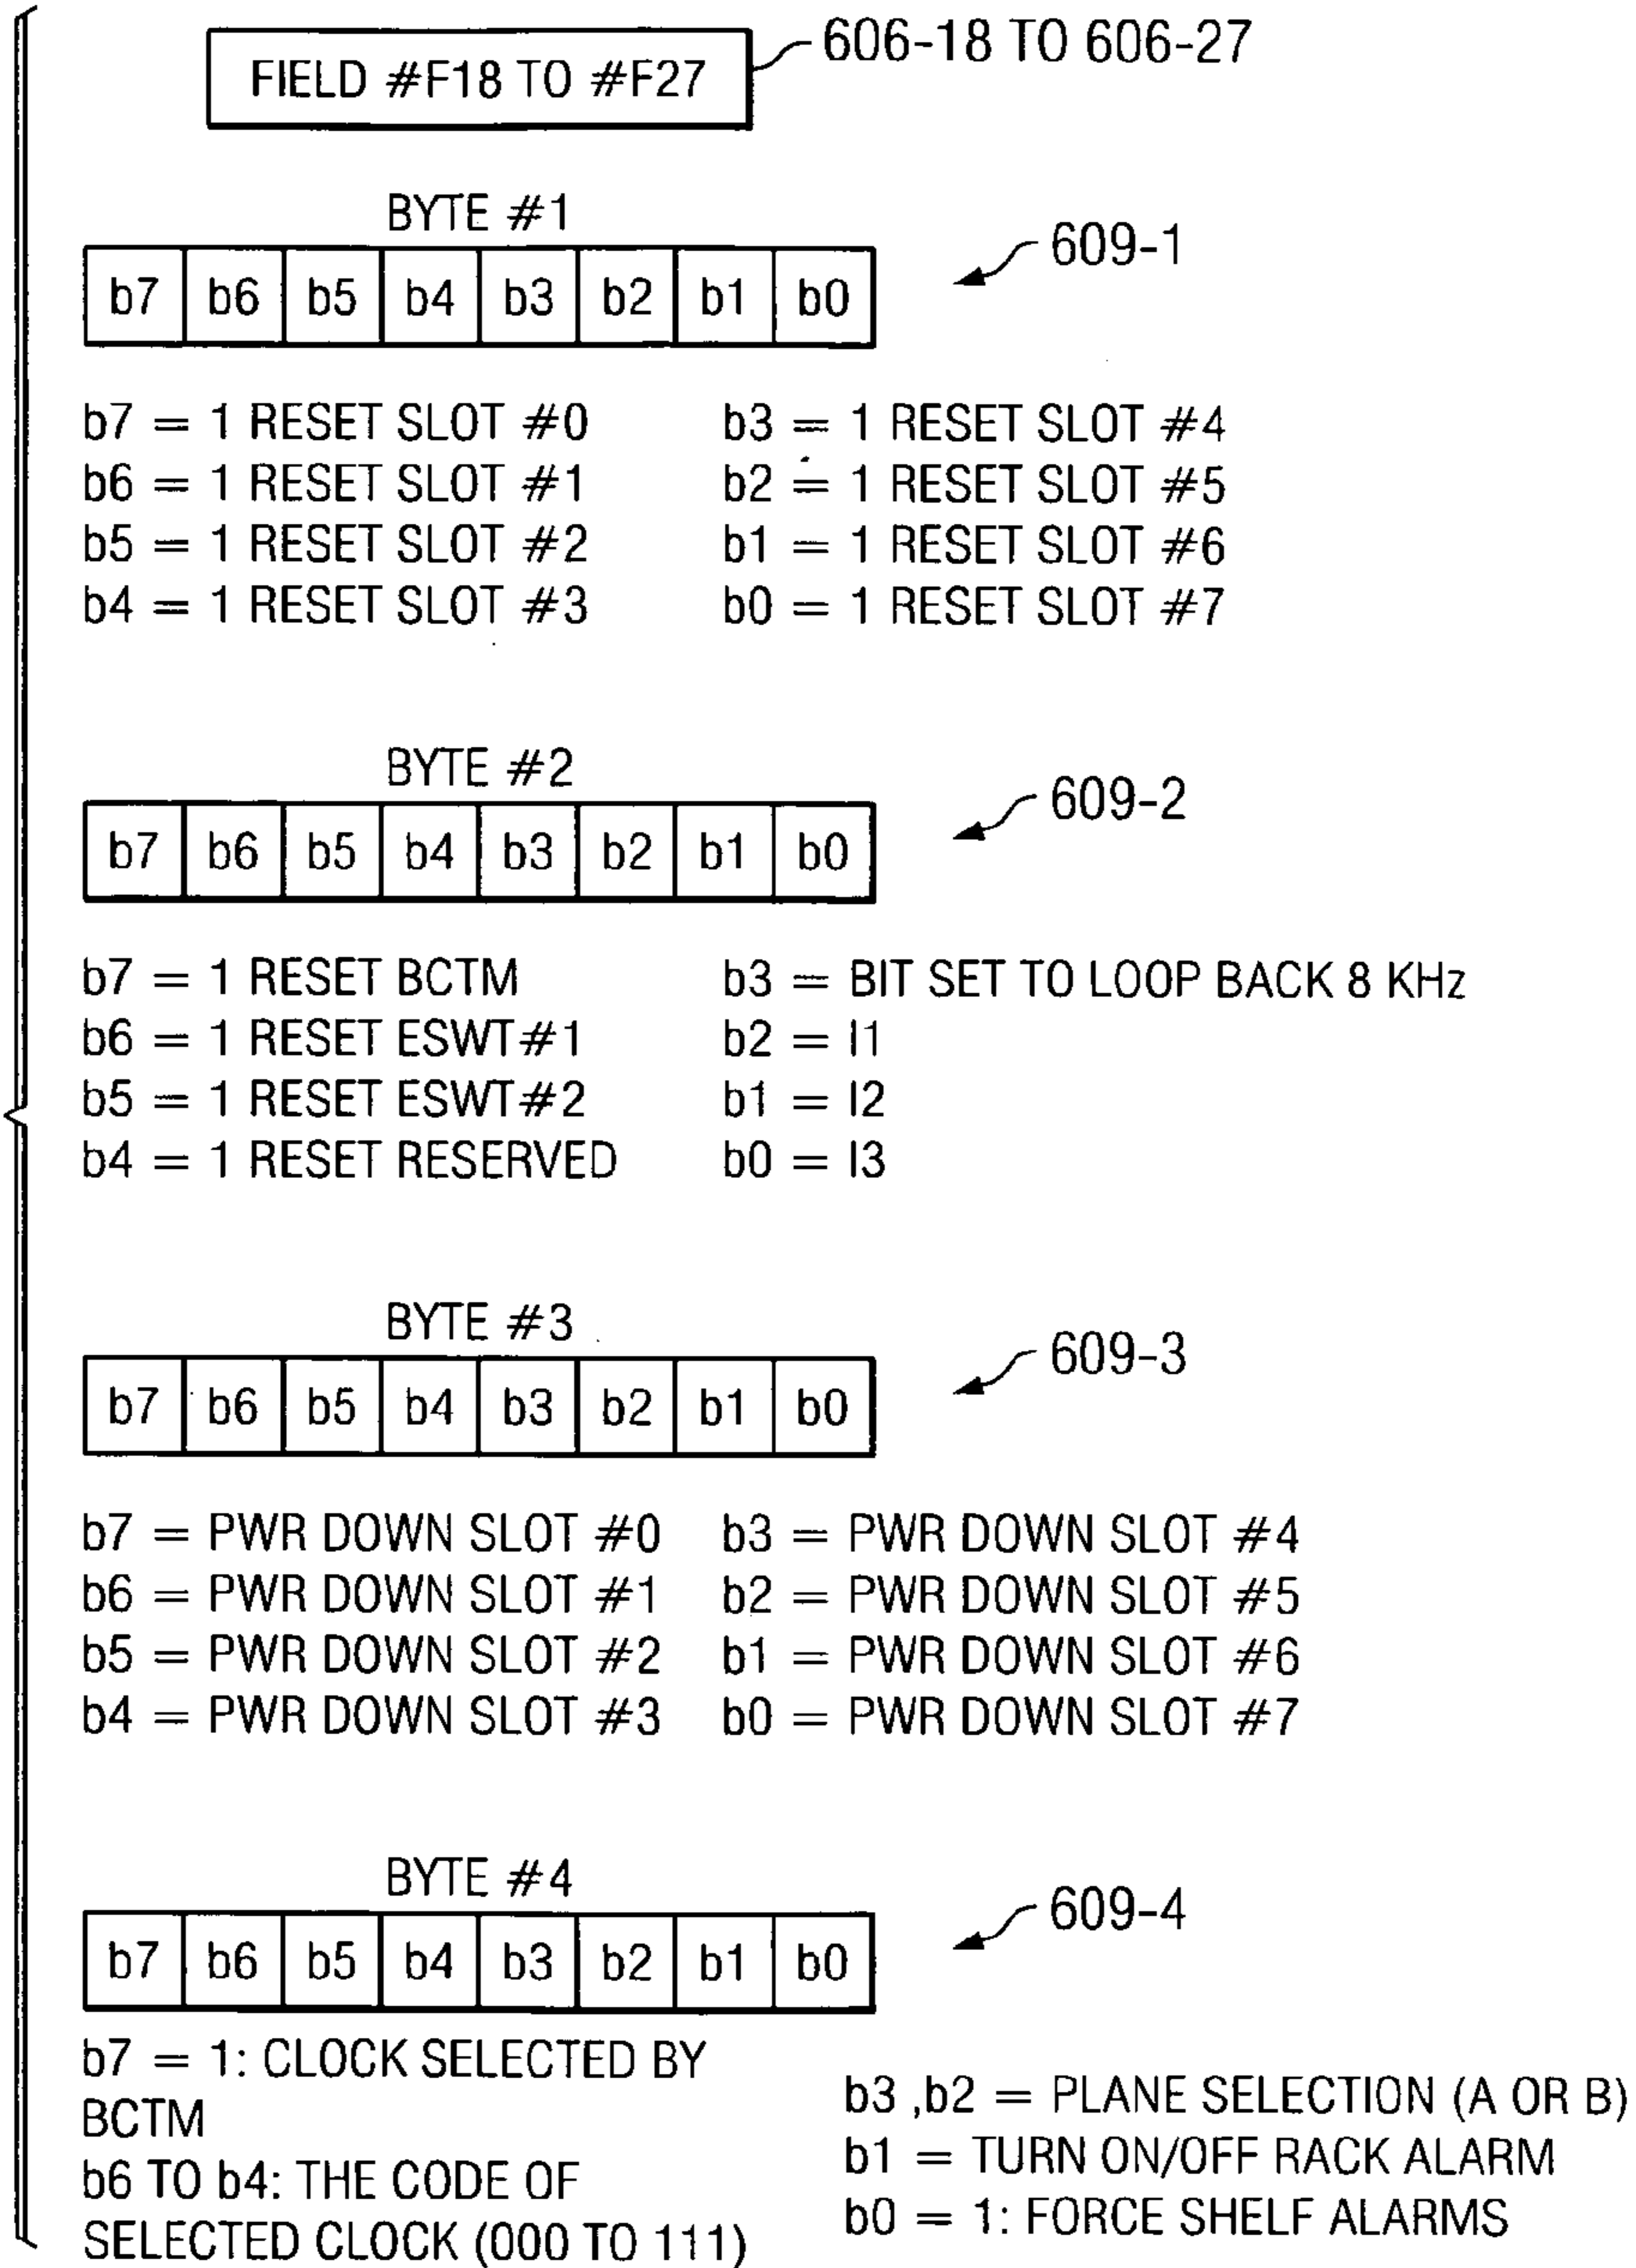 FIELD #F18 TO #F27
606-18 TO 606-27
BYTE #1
609-1
b7 b6 b5 b4 b3 b2 b1 b0
b7 = 1 RESET SLOT #0
b6 = 1 RESET SLOT #1
b5 = 1 RESET SLOT #2
b4 = 1 RESET SLOT #3
b3 = 1 RESET SLOT #4
b2 = 1 RESET SLOT #5
b1 = 1 RESET SLOT #6
b0 = 1 RESET SLOT #7
BYTE #2
609-2
b7 b6 b5 b4 b3 b2 b1 b0
b7 = 1 RESET BCTM
b6 = 1 RESET ESWT#1
b5 = 1 RESET ESWT#2
b4 = 1 RESET RESERVED
b3 = BIT SET TO LOOP BACK 8 KHz
b2 = I1
b1 = I2
b0 = I3
BYTE #3
609-3
b7 b6 b5 b4 b3 b2 b1 b0
b7 = PWR DOWN SLOT #0
b6 = PWR DOWN SLOT #1
b5 = PWR DOWN SLOT #2
b4 = PWR DOWN SLOT #3
b3 = PWR DOWN SLOT #4
b2 = PWR DOWN SLOT #5
b1 = PWR DOWN SLOT #6
b0 = PWR DOWN SLOT #7
BYTE #4
609-4
b7 b6 b5 b4 b3 b2 b1 b0
b7 = 1: CLOCK SELECTED BY
BCTM
b6 TO b4: THE CODE OF
SELECTED CLOCK (000 TO 111)
b3 ,b2 = PLANE SELECTION (A OR B)
b1 = TURN ON/OFF RACK ALARM
b0 = 1: FORCE SHELF ALARMS